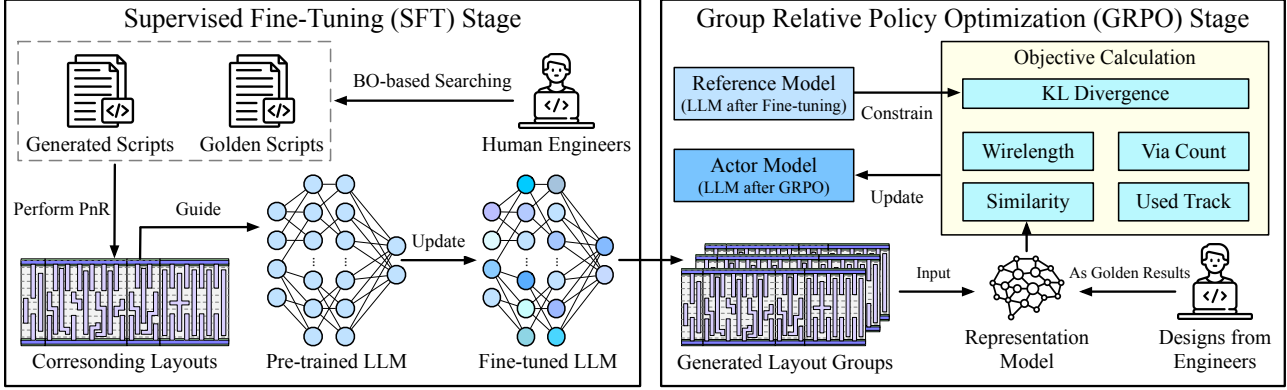 Supervised Fine-Tuning (SFT) Stage
BO-based Searching
Generated Scripts
Golden Scripts
Human Engineers
Perform PnR
Guide
Update
Corresonding Layouts
Pre-trained LLM
Fine-tuned LLM
Group Relative Policy Optimization (GRPO) Stage
Objective Calculation
Reference Model
(LLM after Fine-tuning)
Constrain
KL Divergence
Wirelength
Via Count
Actor Model
(LLM after GRPO)
Update
Similarity
Used Track
Input
As Golden Results
Generated Layout Groups
Representation
Model
Designs from
Engineers